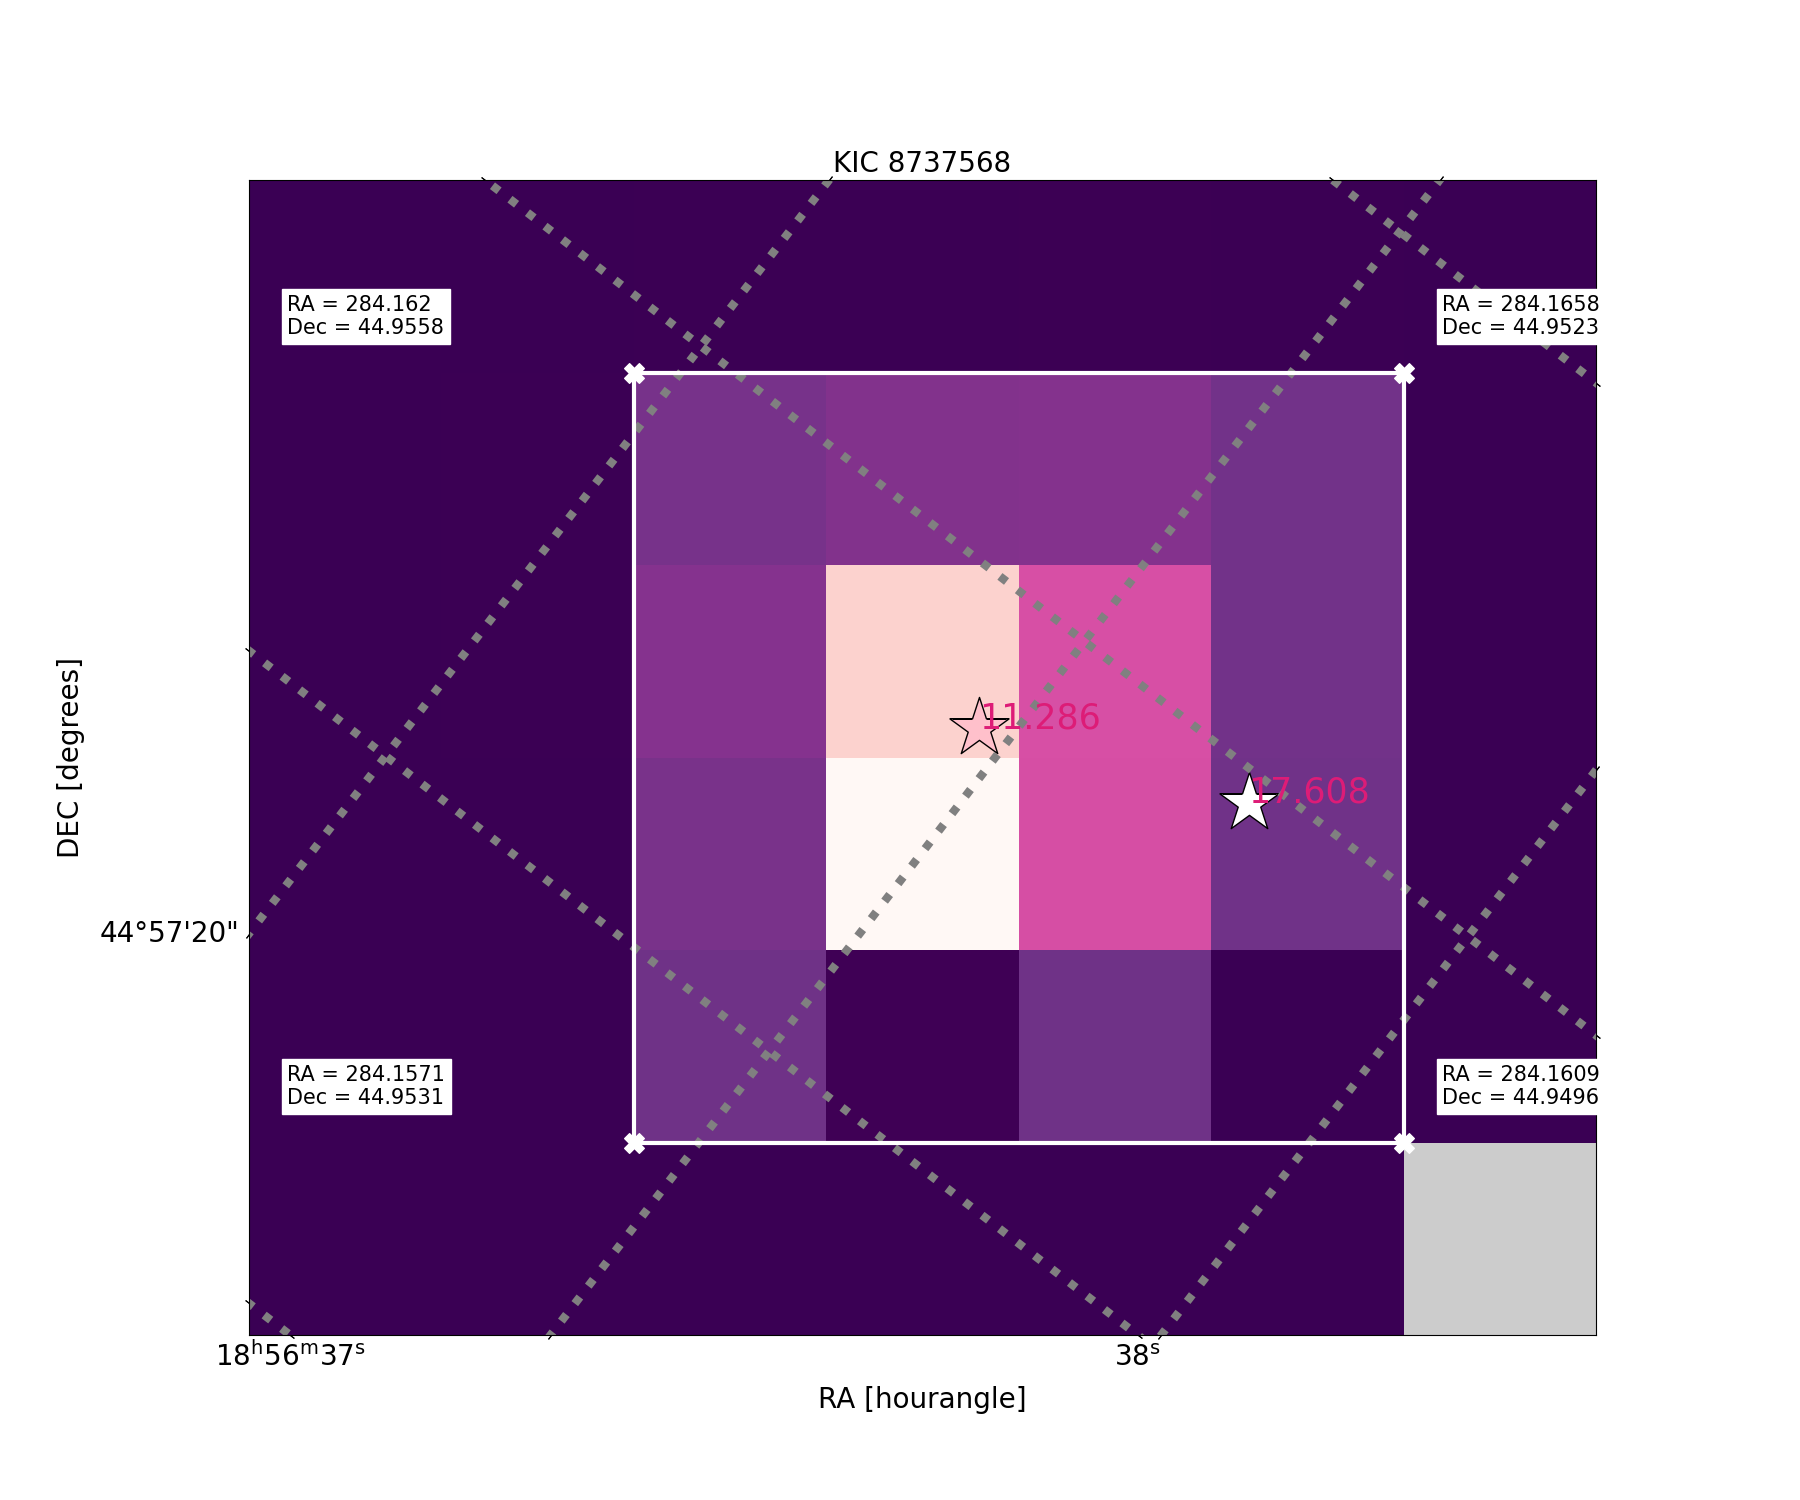 KIC 8737568
RA = 284.162
Dec = 44.9558
RA = 284.1658
Dec = 44.9523
11.286
17.608
DEC [degrees]
44°57'20"
RA = 284.1571
Dec = 44.9531
RA = 284.1609
Dec = 44.9496
18h56m37s
38s
RA [hourangle]